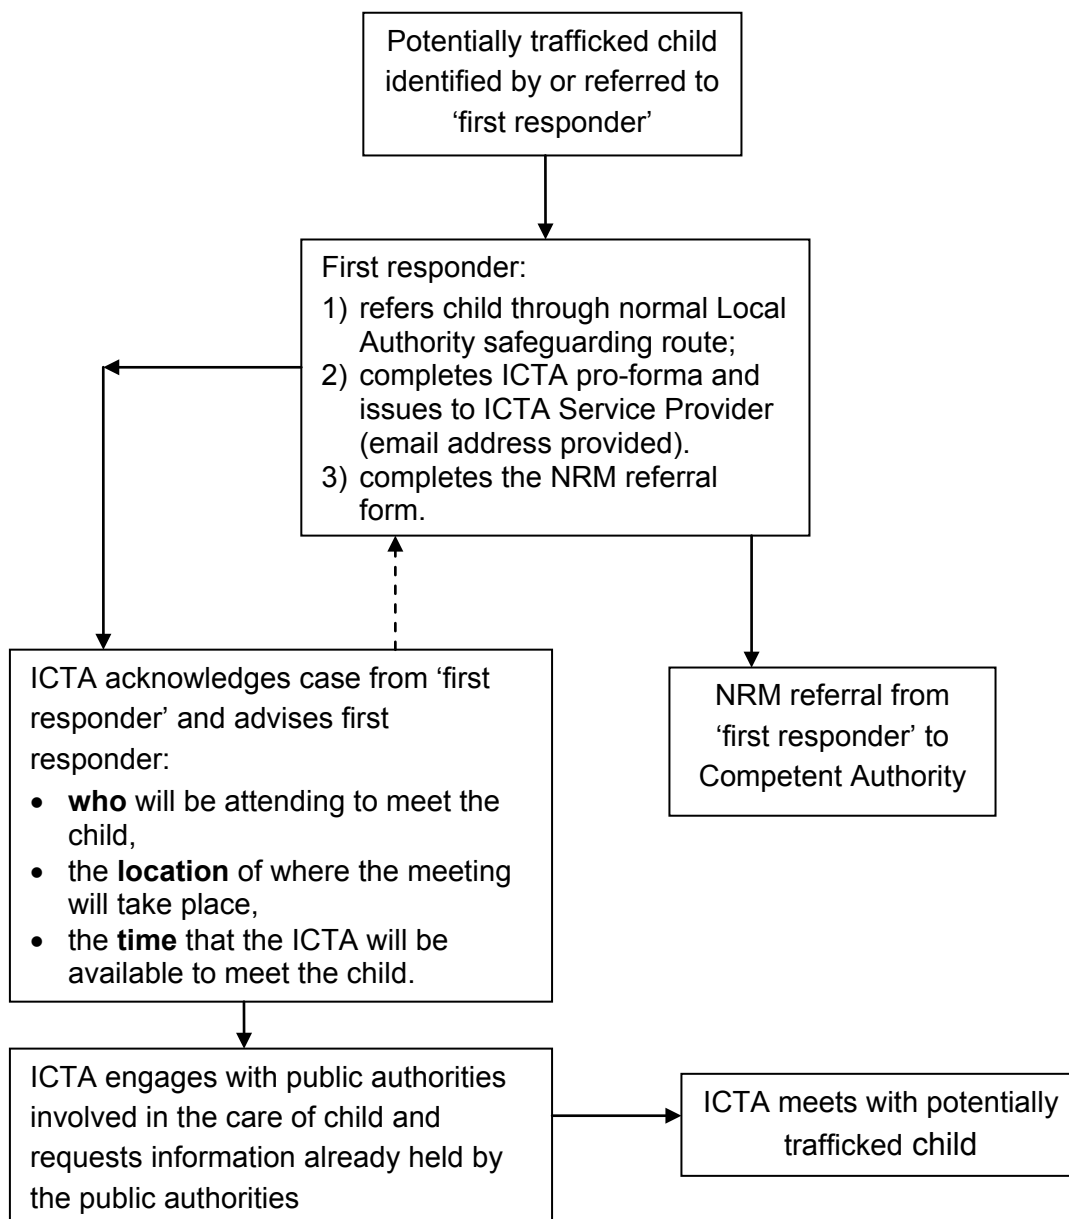 Potentially trafficked child
identified by or referred to
‘first responder’
First responder:
1) refers child through normal Local
Authority safeguarding route;
2) completes ICTA pro-forma and
issues to ICTA Service Provider
(email address provided).
3) completes the NRM referral
form.
ICTA acknowledges case from ‘first
responder’ and advises first
responder:
• who will be attending to meet the
child,
• the location of where the meeting
will take place,
• the time that the ICTA will be
available to meet the child.
NRM referral from
‘first responder’ to
Competent Authority
ICTA engages with public authorities
involved in the care of child and
requests information already held by
the public authorities
ICTA meets with potentially
trafficked child